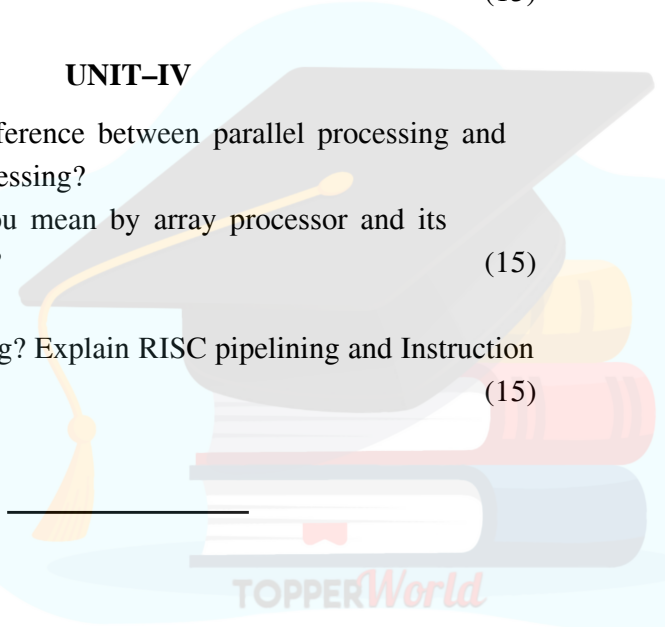 UNIT–IV
ference between parallel processing and
essing?
ou mean by array processor and its
(15)
g? Explain RISC pipelining and Instruction
(15)
TOPPERWorld